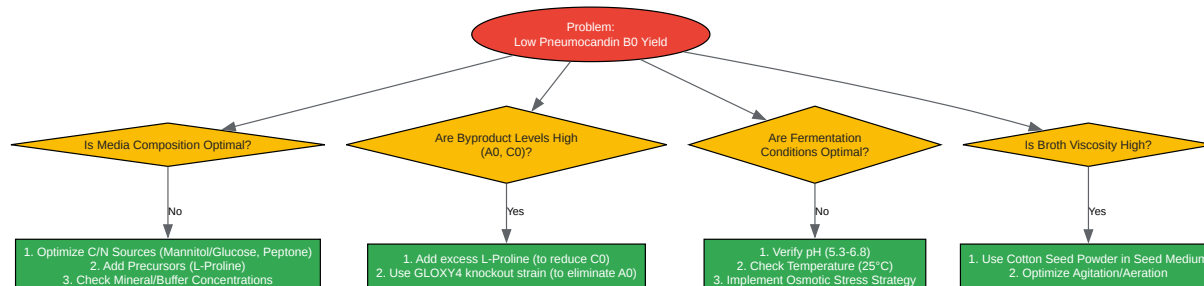 Problem:
Low Pneumocandin B0 Yield
Is Media Composition Optimal?
Are Byproduct Levels High
(A0, C0)?
Are Fermentation
Conditions Optimal?
Is Broth Viscosity High?
No
Yes
No
Yes
1. Optimize C/N Sources (Mannitol/Glucose, Peptone)
2. Add Precursors (L-Proline)
3. Check Mineral/Buffer Concentrations
1. Add excess L-Proline (to reduce C0)
2. Use GLOXY4 knockout strain (to eliminate A0)
1. Verify pH (5.3-6.8)
2. Check Temperature (25°C)
3. Implement Osmotic Stress Strategy
1. Use Cotton Seed Powder in Seed Medium
2. Optimize Agitation/Aeration